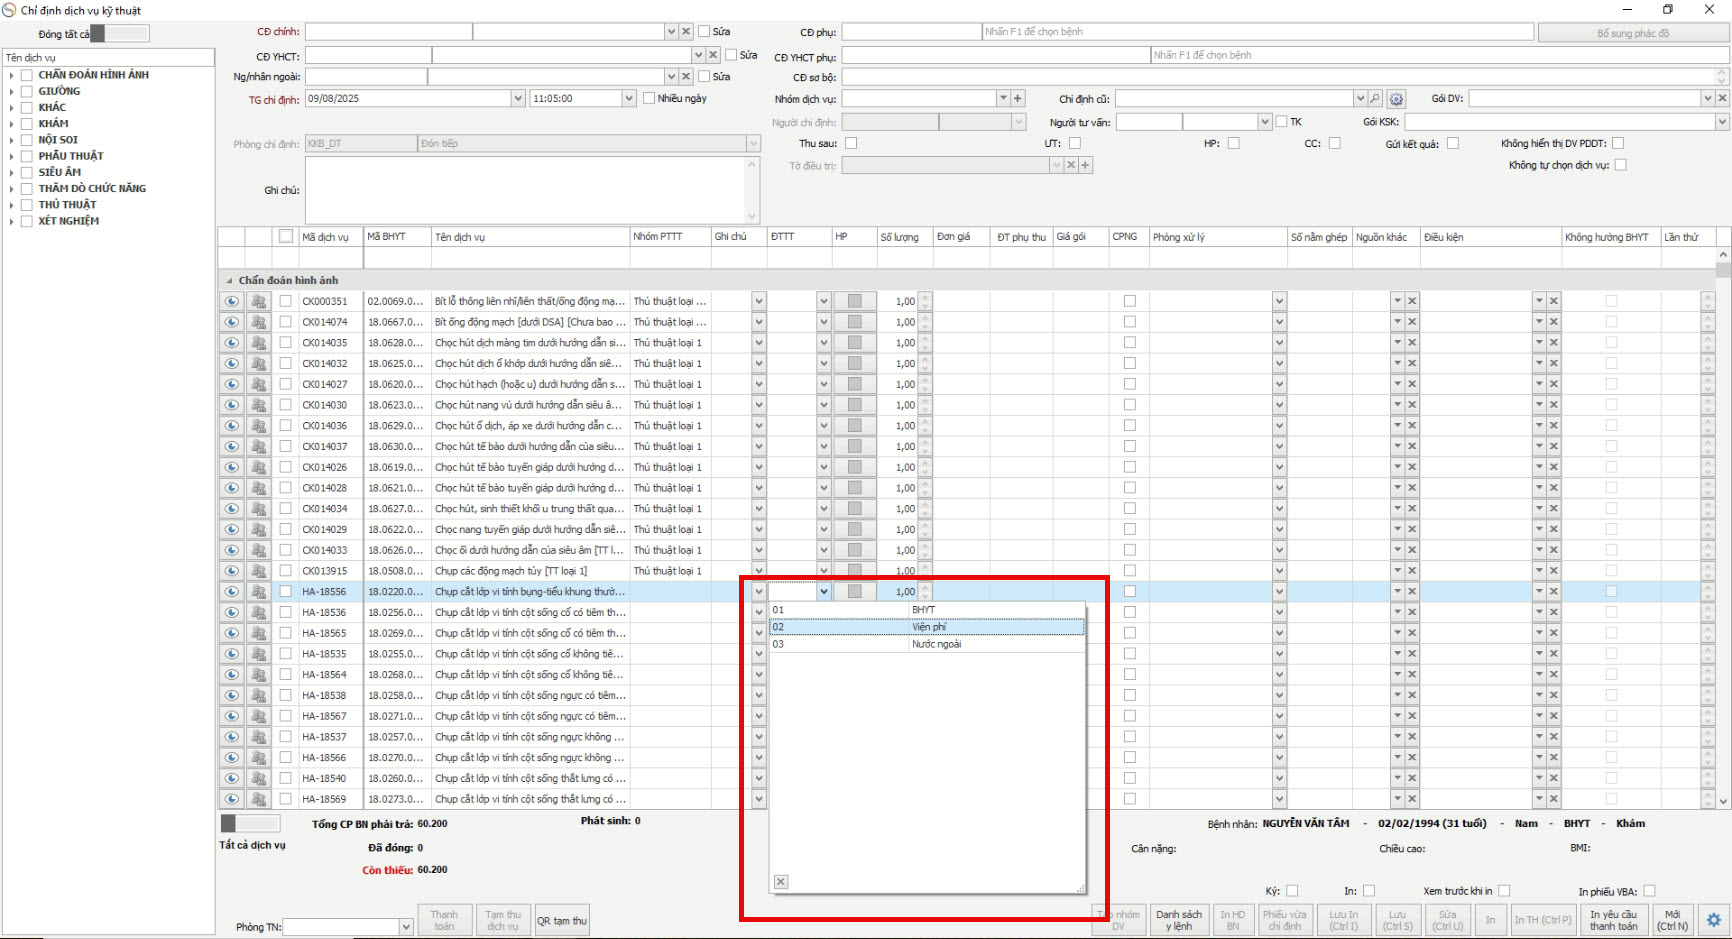 Chỉ định dịch vụ kỹ thuật
Đóng tất cả
Tên dịch vụ
CHẨN ĐOÁN HÌNH ẢNH
GIƯỜNG
KHÁC
KHÁM
NỘI SOI
PHẪU THUẬT
SIÊU ÂM
THĂM DÒ CHỨC NĂNG
THỦ THUẬT
XÉT NGHIỆM
CĐ chính: Sửa CĐ phụ: Nhấn F1 để chọn bệnh Bổ sung phác đồ
CĐ YHCT: Sửa CĐ YHCT phụ: Nhấn F1 để chọn bệnh
Ng/nhân ngoài: Sửa CĐ sơ bộ:
TG chỉ định: 09/08/2025 11:05:00 Nhiều ngày Nhóm dịch vụ: Chỉ định cũ: Gói DV:
Người chỉ định: Người tư vấn: TK Gói KSK:
Phòng chỉ định: KKB_DT Đón tiếp Thu sau: ƯT: HP: CC: Gửi kết quả: Không hiển thị DV PDDT:
Tờ điều trị: Không tự chọn dịch vụ:
Ghi chú:
Mã dịch vụ Mã BHYT Tên dịch vụ Nhóm PTTT Ghi chú ĐTTT HP Số lượng Đơn giá ĐT phụ thu Giá gói CPNG Phòng xử lý Số nằm ghép Nguồn khác Điều kiện Không hưởng BHYT Lần thứ
Chẩn đoán hình ảnh
CK000351 02.0069.0... Bít lỗ thông liên nhĩ/liên thất/ống động mạ... Thủ thuật loại ... 1,00
CK014074 18.0667.0... Bít ống động mạch [dưới DSA] [Chưa bao ... Thủ thuật loại ... 1,00
CK014035 18.0628.0... Chọc hút dịch màng tim dưới hướng dẫn si... Thủ thuật loại 1 1,00
CK014032 18.0625.0... Chọc hút dịch ổ khớp dưới hướng dẫn siê... Thủ thuật loại 1 1,00
CK014027 18.0620.0... Chọc hút hạch (hoặc u) dưới hướng dẫn s... Thủ thuật loại 1 1,00
CK014030 18.0623.0... Chọc hút nang vú dưới hướng dẫn siêu â... Thủ thuật loại 1 1,00
CK014036 18.0629.0... Chọc hút ổ dịch, áp xe dưới hướng dẫn c... Thủ thuật loại 1 1,00
CK014037 18.0630.0... Chọc hút tế bào dưới hướng dẫn của siêu... Thủ thuật loại 1 1,00
CK014026 18.0619.0... Chọc hút tế bào tuyến giáp dưới hướng d... Thủ thuật loại 1 1,00
CK014028 18.0621.0... Chọc hút tế bào tuyến giáp dưới hướng d... Thủ thuật loại 1 1,00
CK014034 18.0627.0... Chọc hút, sinh thiết khối u trung thất qua... Thủ thuật loại 1 1,00
CK014029 18.0622.0... Chọc nang tuyến giáp dưới hướng dẫn siê... Thủ thuật loại 1 1,00
CK014033 18.0626.0... Chọc ối dưới hướng dẫn của siêu âm [TT l... Thủ thuật loại 1 1,00
CK013915 18.0508.0... Chụp các động mạch tủy [TT loại 1] Thủ thuật loại 1 1,00
HA-18556 18.0220.0... Chụp cắt lớp vi tính bụng-tiểu khung thườ... 1,00
HA-18536 18.0256.0... Chụp cắt lớp vi tính cột sống cổ có tiêm th...
HA-18565 18.0269.0... Chụp cắt lớp vi tính cột sống cổ có tiêm th...
HA-18535 18.0255.0... Chụp cắt lớp vi tính cột sống cổ không tiê...
HA-18564 18.0268.0... Chụp cắt lớp vi tính cột sống cổ không tiê...
HA-18538 18.0258.0... Chụp cắt lớp vi tính cột sống ngực có tiêm...
HA-18567 18.0271.0... Chụp cắt lớp vi tính cột sống ngực có tiêm...
HA-18537 18.0257.0... Chụp cắt lớp vi tính cột sống ngực không ...
HA-18566 18.0270.0... Chụp cắt lớp vi tính cột sống ngực không ...
HA-18540 18.0260.0... Chụp cắt lớp vi tính cột sống thắt lưng có ...
HA-18569 18.0273.0... Chụp cắt lớp vi tính cột sống thắt lưng có ...
01 BHYT
02 Viện phí
03 Nước ngoài
Tất cả dịch vụ
Tổng CP BN phải trả: 60.200 Phát sinh: 0
Đã đóng: 0
Còn thiếu: 60.200
Bệnh nhân: NGUYỄN VĂN TÂM - 02/02/1994 (31 tuổi) - Nam - BHYT - Khám
Cân nặng: Chiều cao: BMI:
Ký: In: Xem trước khi in In phiếu VBA:
Phòng TN: Thanh toán Tạm thu dịch vụ QR tạm thu nhóm DV Danh sách y lệnh In HD BN Phiếu vừa chỉ định Lưu In (Ctrl I) Lưu (Ctrl S) Sửa (Ctrl U) In In TH (Ctrl P) In yêu cầu thanh toán Mới (Ctrl N)